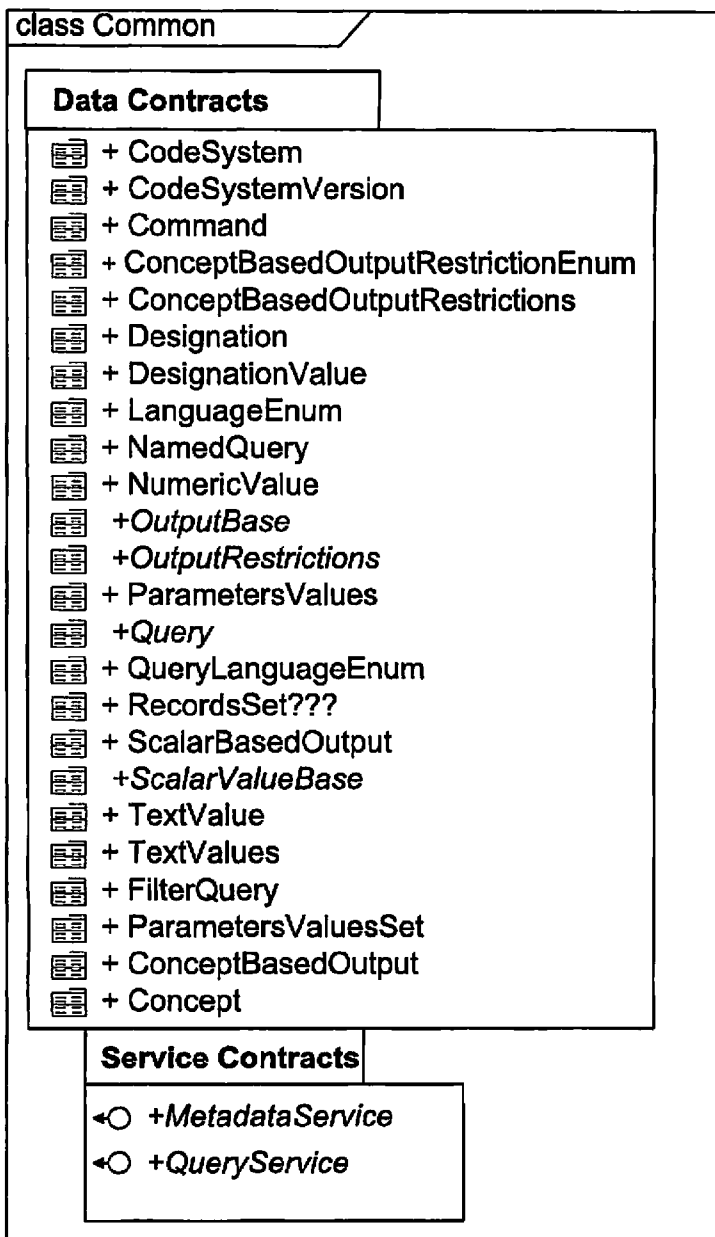 class Common
Data Contracts
+ CodeSystem
+ CodeSystemVersion
+ Command
+ ConceptBasedOutputRestrictionEnum
+ ConceptBasedOutputRestrictions
+ Designation
+ DesignationValue
+ LanguageEnum
+ NamedQuery
+ NumericValue
+OutputBase
+OutputRestrictions
+ ParametersValues
+Query
+ QueryLanguageEnum
+ RecordsSet???
+ ScalarBasedOutput
+ScalarValueBase
+ TextValue
+ TextValues
+ FilterQuery
+ ParametersValuesSet
+ ConceptBasedOutput
+ Concept
Service Contracts
+MetadataService
+QueryService